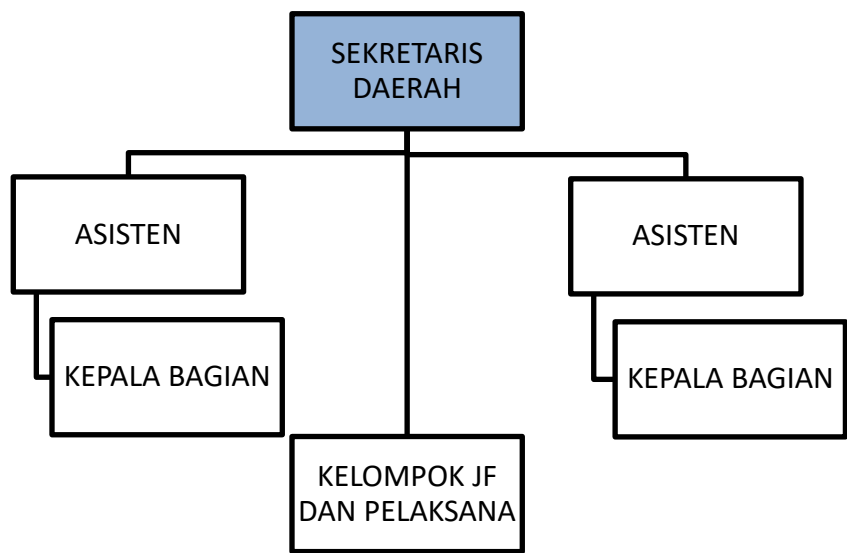 SEKRETARIS
DAERAH
ASISTEN
ASISTEN
KEPALA BAGIAN
KEPALA BAGIAN
KELOMPOK JF
DAN PELAKSANA